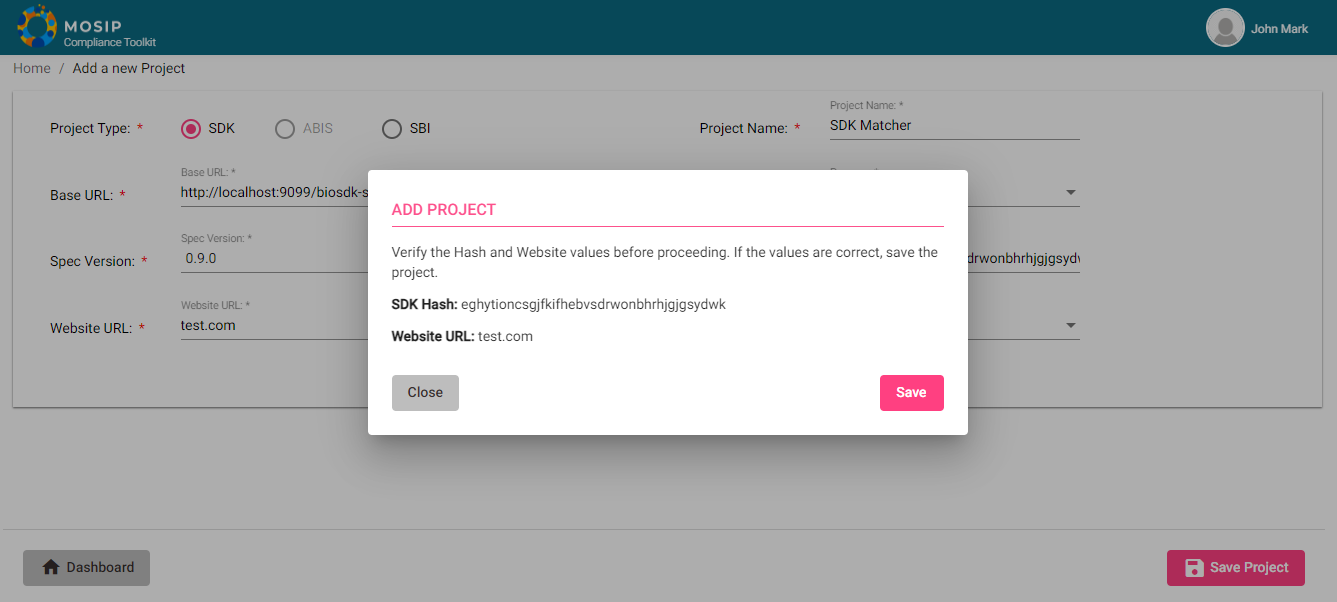 MOSIP
Compliance Toolkit
John Mark
Home / Add a new Project
Project Type: * SDK ABIS SBI
Project Name: * Project Name: *
SDK Matcher
Base URL: * Base URL: *
http://localhost:9099/biosdk-s
Spec Version: * Spec Version: *
0.9.0
drwonbhrhjgjgsydv
Website URL: * Website URL: *
test.com
ADD PROJECT
Verify the Hash and Website values before proceeding. If the values are correct, save the
project.
SDK Hash: eghytioncsgjfkifhebvsdrwonbhrhjgjgsydwk
Website URL: test.com
Close Save
Dashboard Save Project